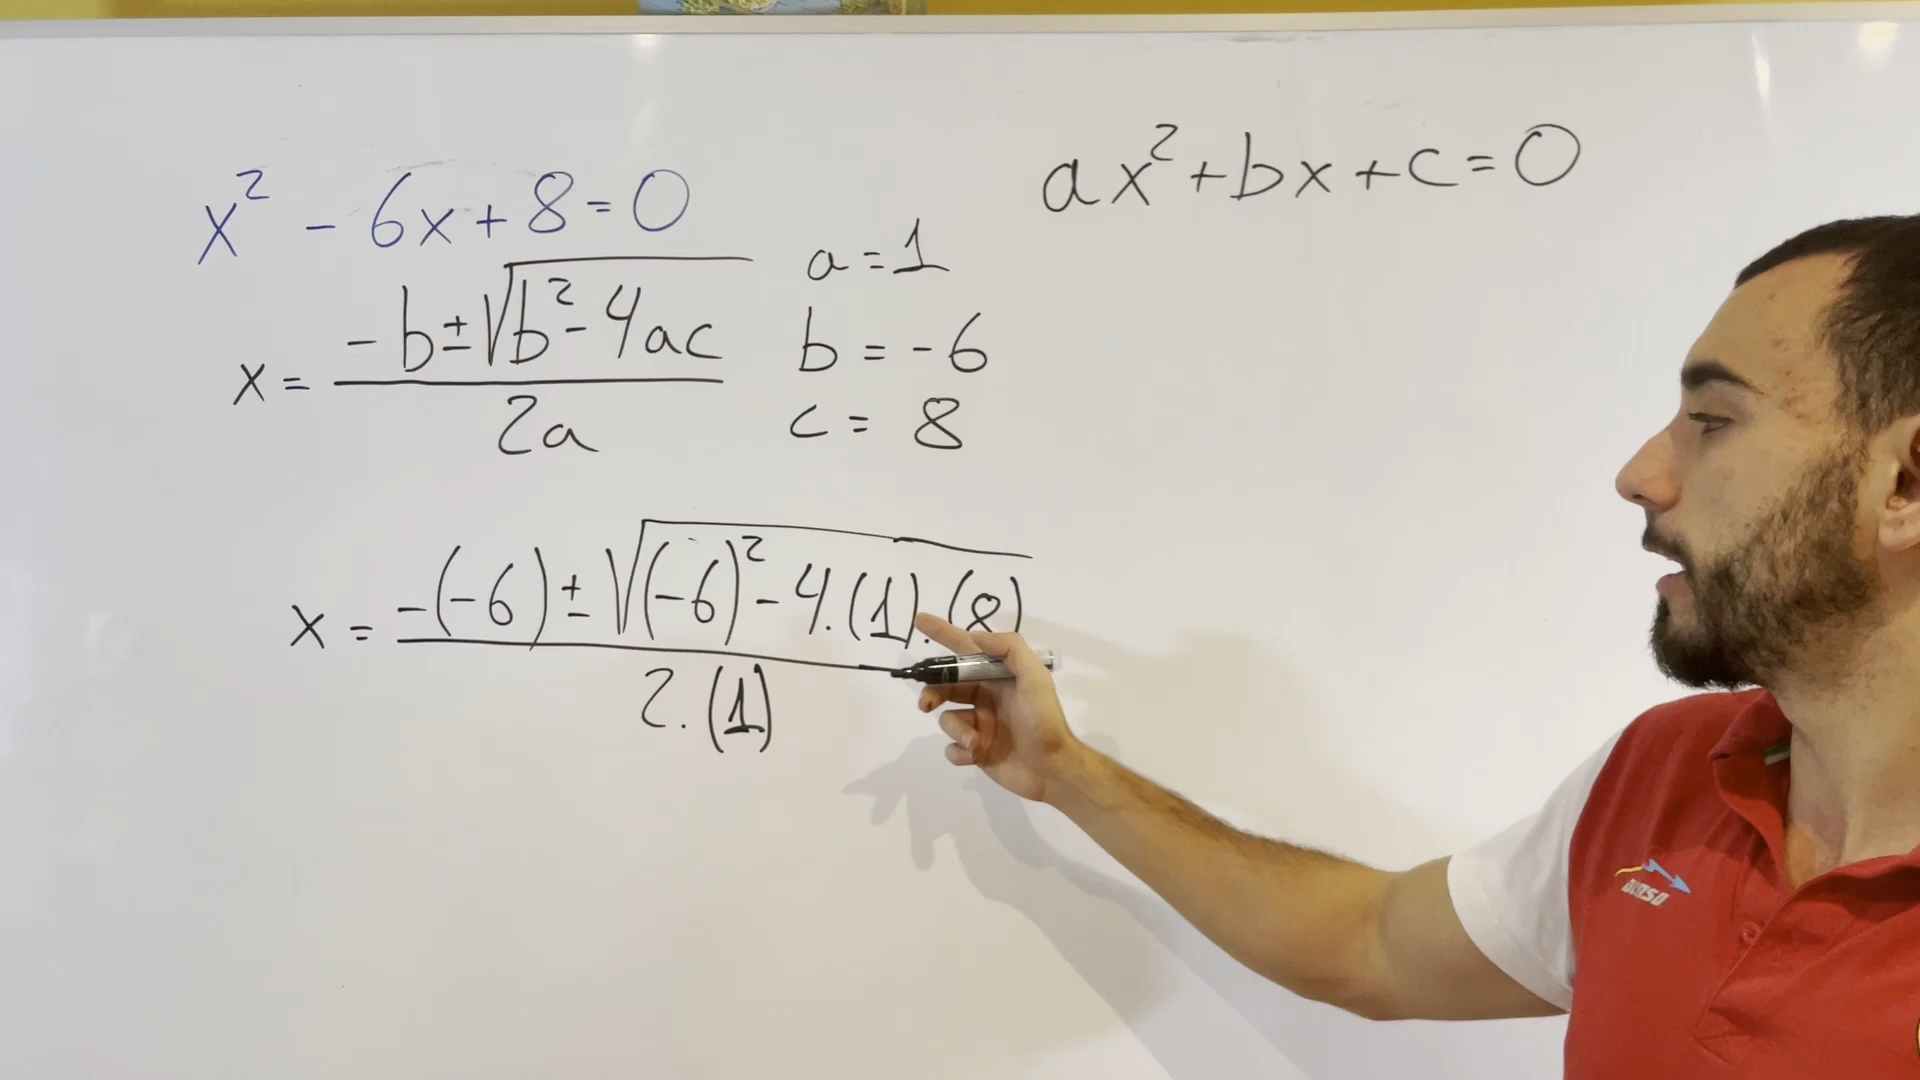 x² - 6x + 8 = 0
x = (-b ± √(b² - 4ac)) / 2a
a = 1
b = -6
c = 8
x = (-(-6) ± √((-6)² - 4.(1).(8))) / 2.(1)
ax² + bx + c = 0